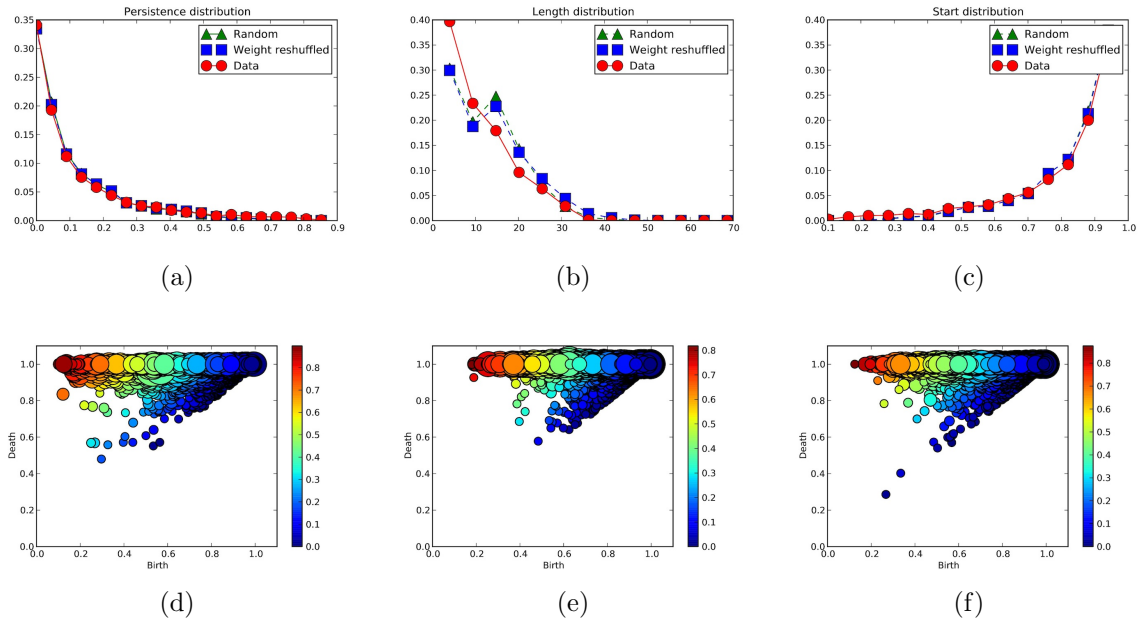 Persistence distribution
0.35
0.30
0.25
0.20
0.15
0.10
0.05
0.00
0.0 0.1 0.2 0.3 0.4 0.5 0.6 0.7 0.8 0.9
Random
Weight reshuffled
Data
(a)
Length distribution
0.40
0.35
0.30
0.25
0.20
0.15
0.10
0.05
0.00
0 10 20 30 40 50 60 70
Random
Weight reshuffled
Data
(b)
Start distribution
0.40
0.35
0.30
0.25
0.20
0.15
0.10
0.05
0.00
0.1 0.2 0.3 0.4 0.5 0.6 0.7 0.8 0.9 1.0
Random
Weight reshuffled
Data
(c)
Death
1.0
0.8
0.6
0.4
0.2
0.0
0.0 0.2 0.4 0.6 0.8 1.0
Birth
0.8
0.7
0.6
0.5
0.4
0.3
0.2
0.1
0.0
(d)
Death
1.0
0.8
0.6
0.4
0.2
0.0
0.0 0.2 0.4 0.6 0.8 1.0
Birth
0.8
0.7
0.6
0.5
0.4
0.3
0.2
0.1
0.0
(e)
Death
1.0
0.8
0.6
0.4
0.2
0.0
0.0 0.2 0.4 0.6 0.8 1.0
Birth
0.8
0.7
0.6
0.5
0.4
0.3
0.2
0.1
0.0
(f)